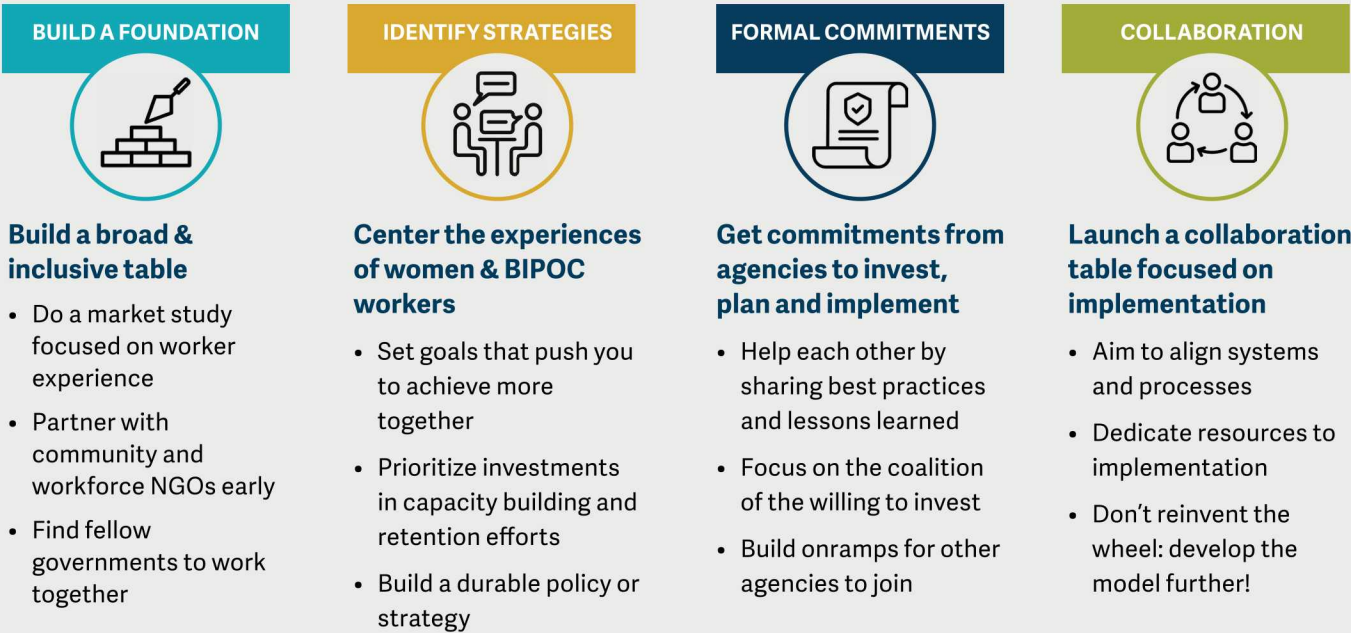 BUILD A FOUNDATION
Build a broad &
inclusive table
• Do a market study
focused on worker
experience
• Partner with
community and
workforce NGOs early
• Find fellow
governments to work
together
IDENTIFY STRATEGIES
Center the experiences
of women & BIPOC
workers
• Set goals that push you
to achieve more
together
• Prioritize investments
in capacity building and
retention efforts
• Build a durable policy or
strategy
FORMAL COMMITMENTS
Get commitments from
agencies to invest,
plan and implement
• Help each other by
sharing best practices
and lessons learned
• Focus on the coalition
of the willing to invest
• Build onramps for other
agencies to join
COLLABORATION
Launch a collaboration
table focused on
implementation
• Aim to align systems
and processes
• Dedicate resources to
implementation
• Don’t reinvent the
wheel: develop the
model further!